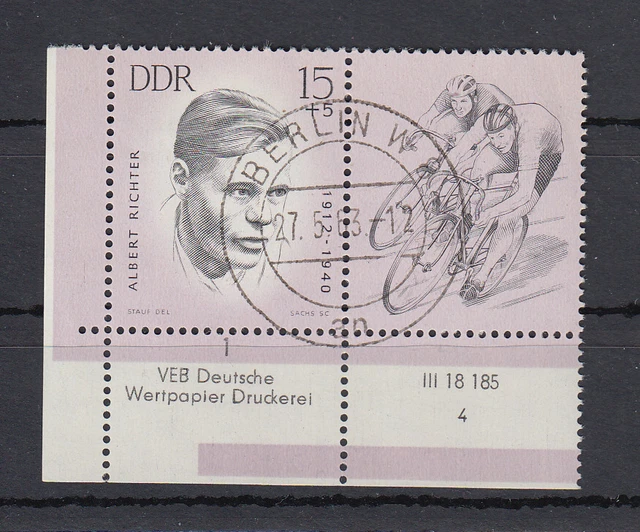 DDR 15
+5
ALBERT RICHTER
1912-1940
STAUF DEL SACHS SC
BERLIN W
27.5.63.-12
an
1
VEB Deutsche
Wertpapier Druckerei
III 18 185
4